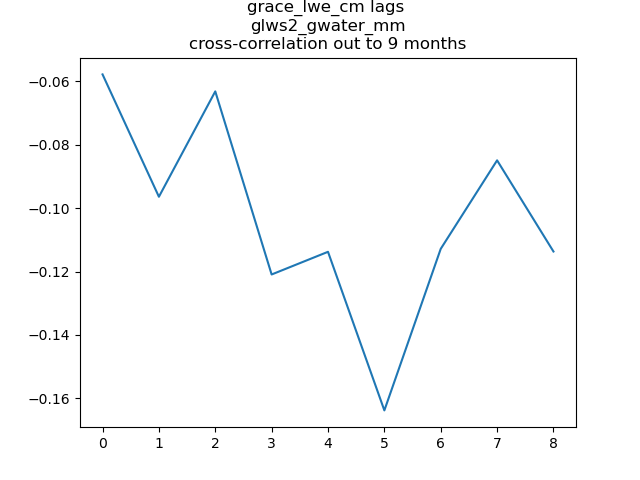 grace_lwe_cm lags
glws2_gwater_mm
cross-correlation out to 9 months
−0.06
−0.08
−0.10
−0.12
−0.14
−0.16
0 1 2 3 4 5 6 7 8